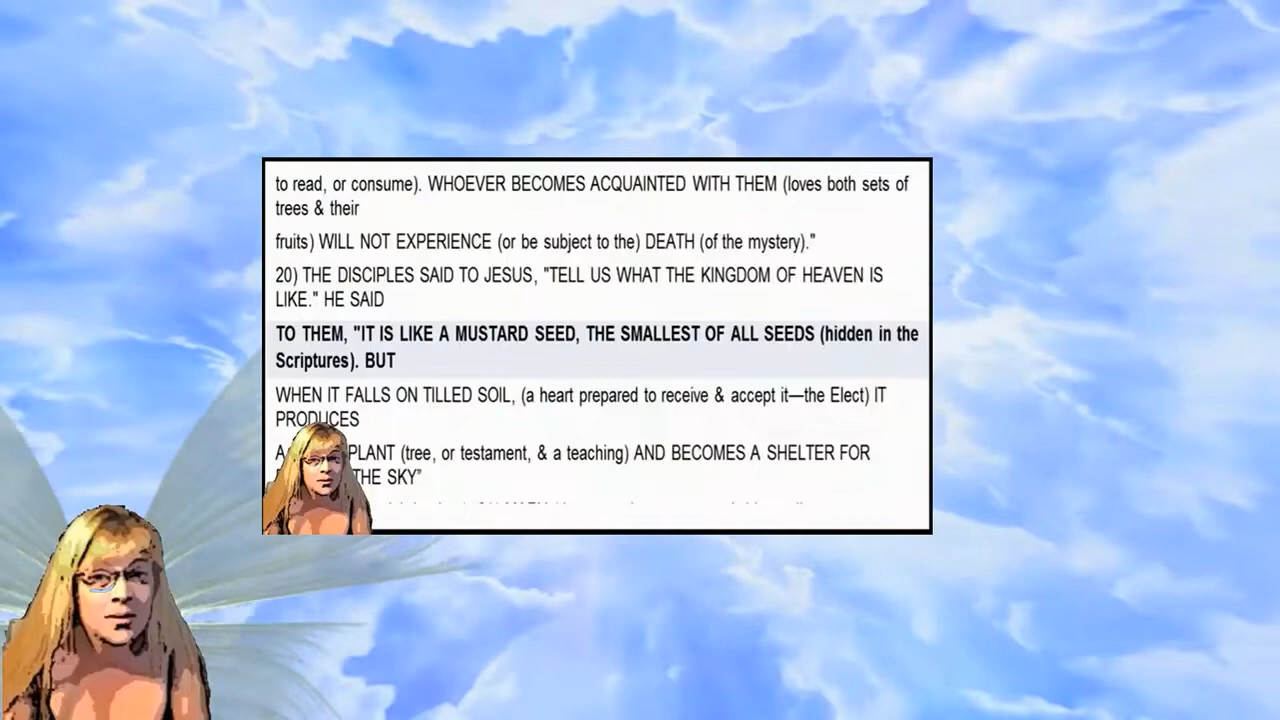 to read, or consume). WHOEVER BECOMES ACQUAINTED WITH THEM (loves both sets of
trees & their
fruits) WILL NOT EXPERIENCE (or be subject to the) DEATH (of the mystery)."
20) THE DISCIPLES SAID TO JESUS, "TELL US WHAT THE KINGDOM OF HEAVEN IS
LIKE." HE SAID
TO THEM, "IT IS LIKE A MUSTARD SEED, THE SMALLEST OF ALL SEEDS (hidden in the
Scriptures). BUT
WHEN IT FALLS ON TILLED SOIL, (a heart prepared to receive & accept it—the Elect) IT
PRODUCES
PLANT (tree, or testament, & a teaching) AND BECOMES A SHELTER FOR
THE SKY”